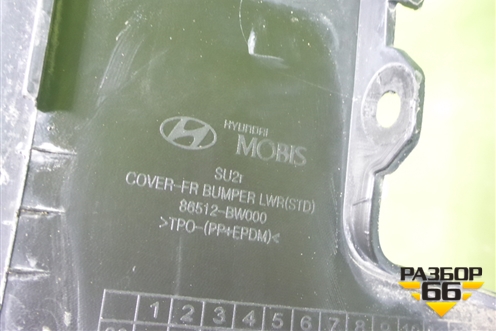 HYUNDAI
MOBIS
SU2r
COVER-FR BUMPER LWR(STD)
86512-BW000
>TPO-(PP+EPDM)<
1 2 3 4 5 6 7 8 9
РАЗБОР
66